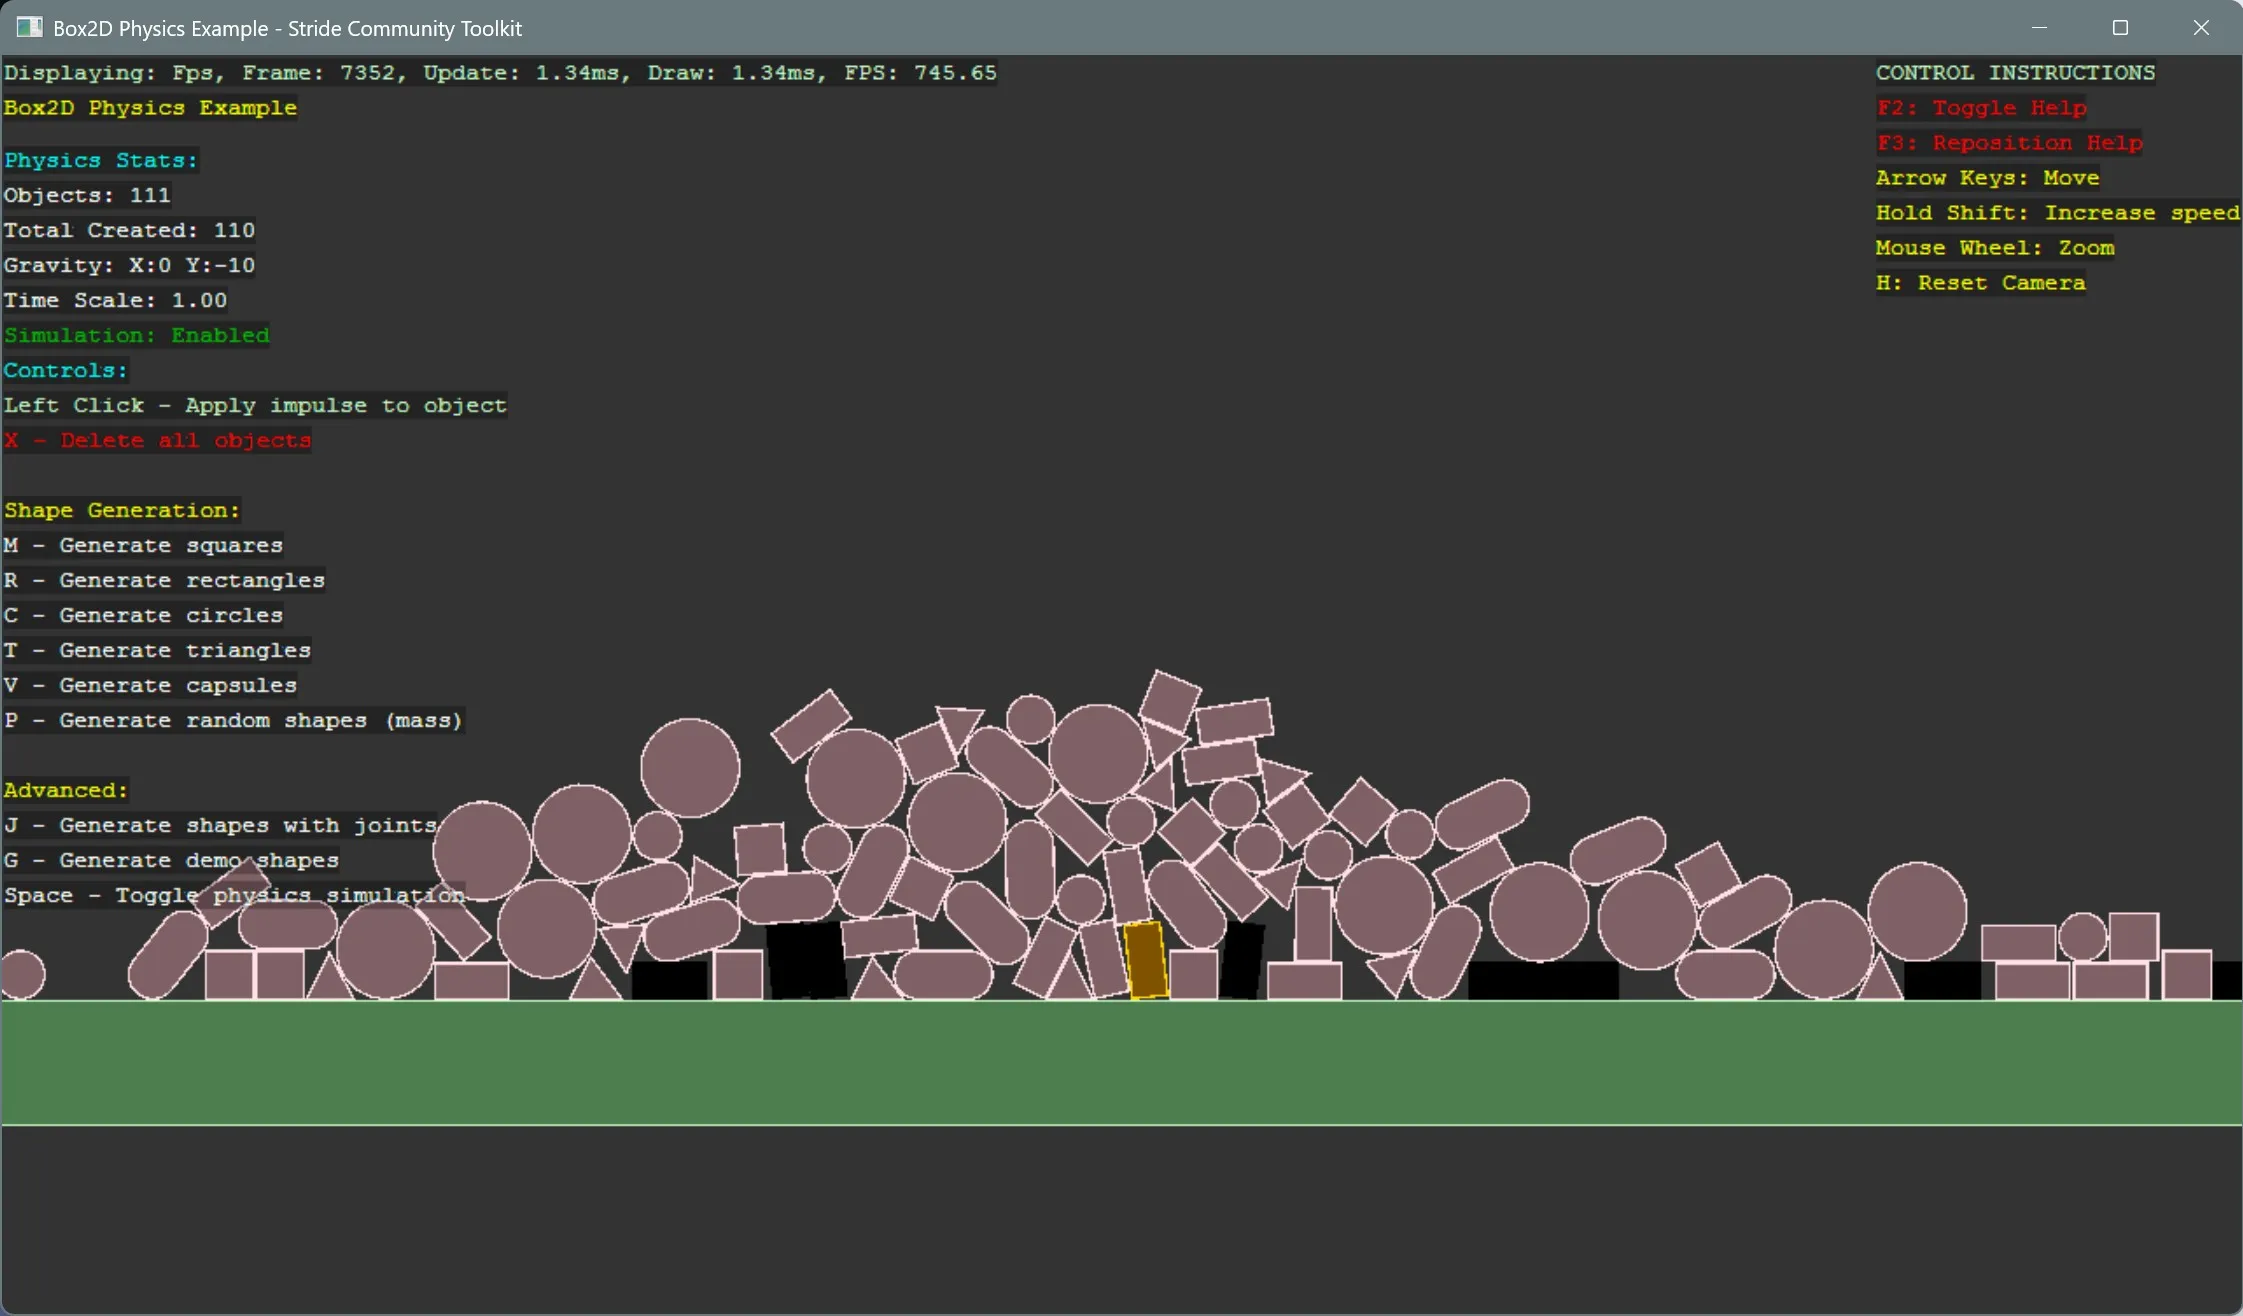 Box2D Physics Example - Stride Community Toolkit
Displaying: Fps, Frame: 7352, Update: 1.34ms, Draw: 1.34ms, FPS: 745.65
Box2D Physics Example
Physics Stats:
Objects: 111
Total Created: 110
Gravity: X:0 Y:-10
Time Scale: 1.00
Simulation: Enabled
Controls:
Left Click - Apply impulse to object
X - Delete all objects
Shape Generation:
M - Generate squares
R - Generate rectangles
C - Generate circles
T - Generate triangles
V - Generate capsules
P - Generate random shapes (mass)
Advanced:
J - Generate shapes with joints
G - Generate demo shapes
Space - Toggle physics simulation
CONTROL INSTRUCTIONS
F2: Toggle Help
F3: Reposition Help
Arrow Keys: Move
Hold Shift: Increase speed
Mouse Wheel: Zoom
H: Reset Camera